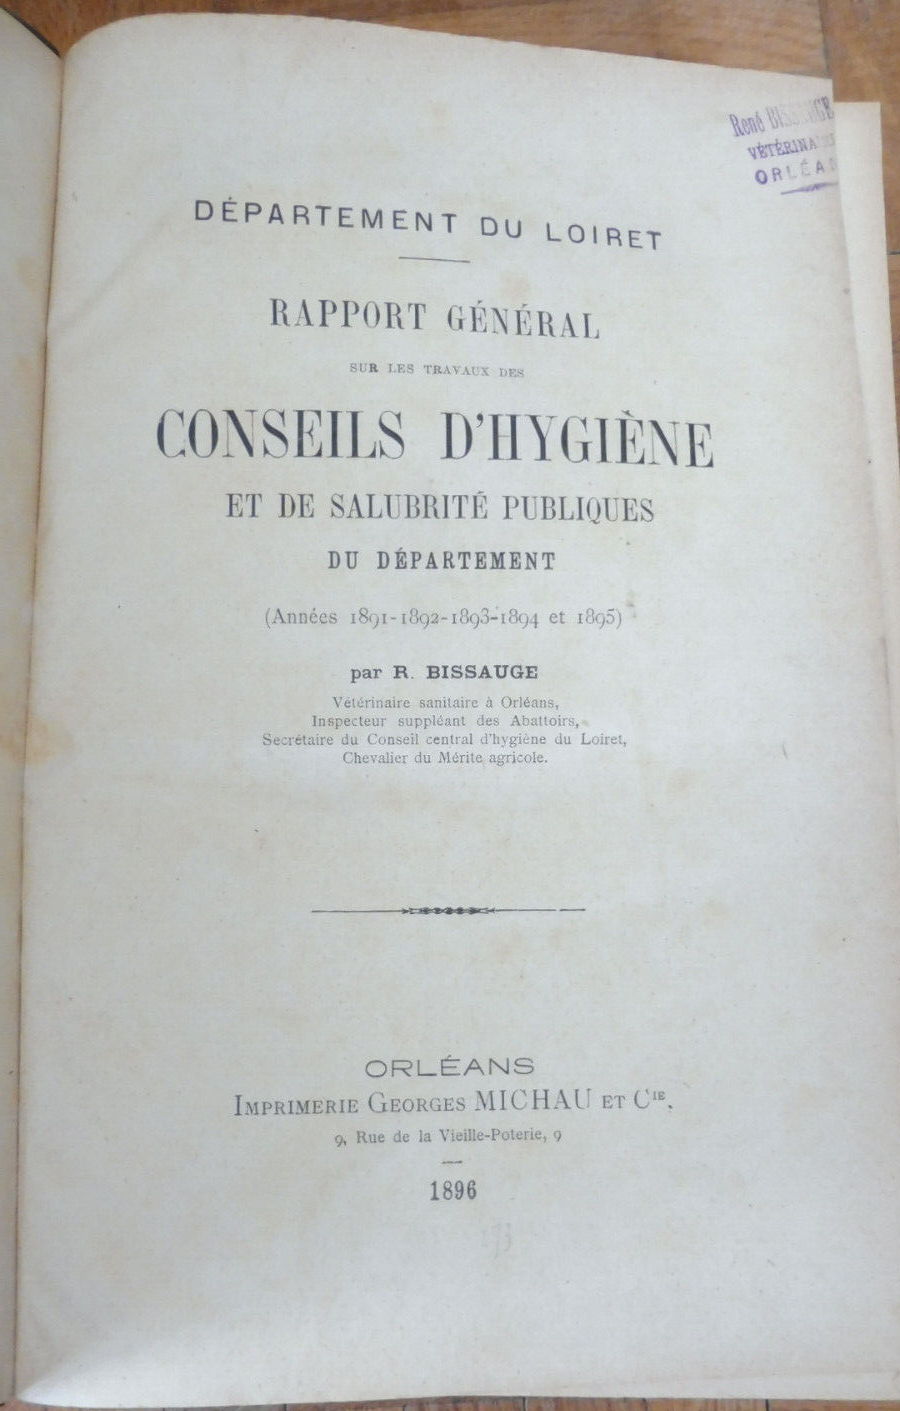 René BISSAUGE
VÉTÉRINA
ORLÉA
DÉPARTEMENT DU LOIRET
RAPPORT GÉNÉRAL
SUR LES TRAVAUX DES
CONSEILS D'HYGIÈNE
ET DE SALUBRITÉ PUBLIQUES
DU DÉPARTEMENT
(Années 1891-1892-1893-1894 et 1895)
par R. BISSAUGE
Vétérinaire sanitaire à Orléans,
Inspecteur suppléant des Abattoirs,
Secrétaire du Conseil central d'hygiène du Loiret,
Chevalier du Mérite agricole.
ORLÉANS
IMPRIMERIE GEORGES MICHAU ET CIE.
9, Rue de la Vieille-Poterie, 9
1896